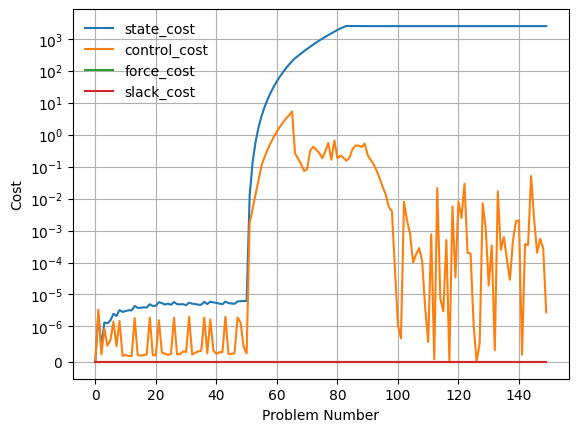 state_cost
control_cost
force_cost
slack_cost
10³
10²
10¹
10⁰
10⁻¹
10⁻²
10⁻³
10⁻⁴
10⁻⁵
10⁻⁶
0
Cost
0 20 40 60 80 100 120 140
Problem Number